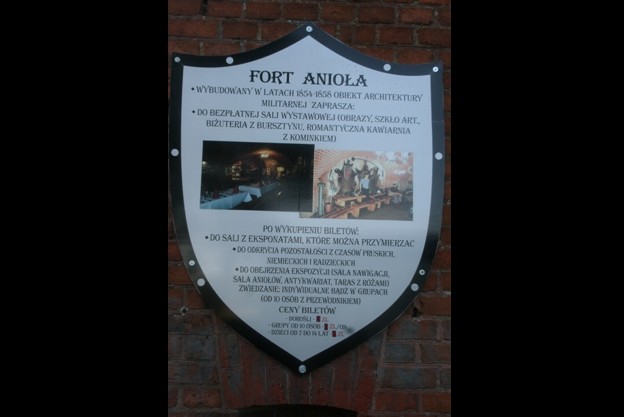 FORT ANIOŁA
• WYBUDOWANY W LATACH 1854-1858 OBIEKT ARCHITEKTURY
MILITARNEJ ZAPRASZA:
• DO BEZPŁATNEJ SALI WYSTAWOWEJ (OBRAZY, SZKŁO ART.,
BIŻUTERIA Z BURSZTYNU, ROMANTYCZNA KAWIARNIA
Z KOMINKIEM)
PO WYKUPIENIU BILETÓW:
• DO SALI Z EKSPONATAMI, KTÓRE MOŻNA PRZYMIERZAĆ
• DO ODKRYCIA POZOSTAŁOŚCI Z CZASÓW PRUSKICH,
NIEMIECKICH I RADZIECKICH
• DO OBEJRZENIA EKSPOZYCJI (SALA NAWIGACJI,
SALA ANIOŁÓW, ANTYKWARIAT, TARAS Z RÓŻAMI)
ZWIEDZANIE: INDYWIDUALNE BĄDŹ W GRUPACH
(OD 10 OSÓB Z PRZEWODNIKIEM)
CENY BILETÓW
- DOROŚLI - ZŁ
- GRUPY OD 10 OSÓB - ZŁ/OS.
- DZIECI OD 7 DO 14 LAT - ZŁ